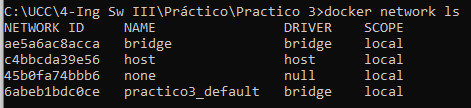 C:\UCC\4-Ing Sw III\Práctico\Practico 3>docker network ls
NETWORK ID NAME DRIVER SCOPE
ae5a6ac8acca bridge bridge local
c4bbcda39e56 host host local
45b0fa74bbb6 none null local
6abeb1bdc0ce practico3_default bridge local